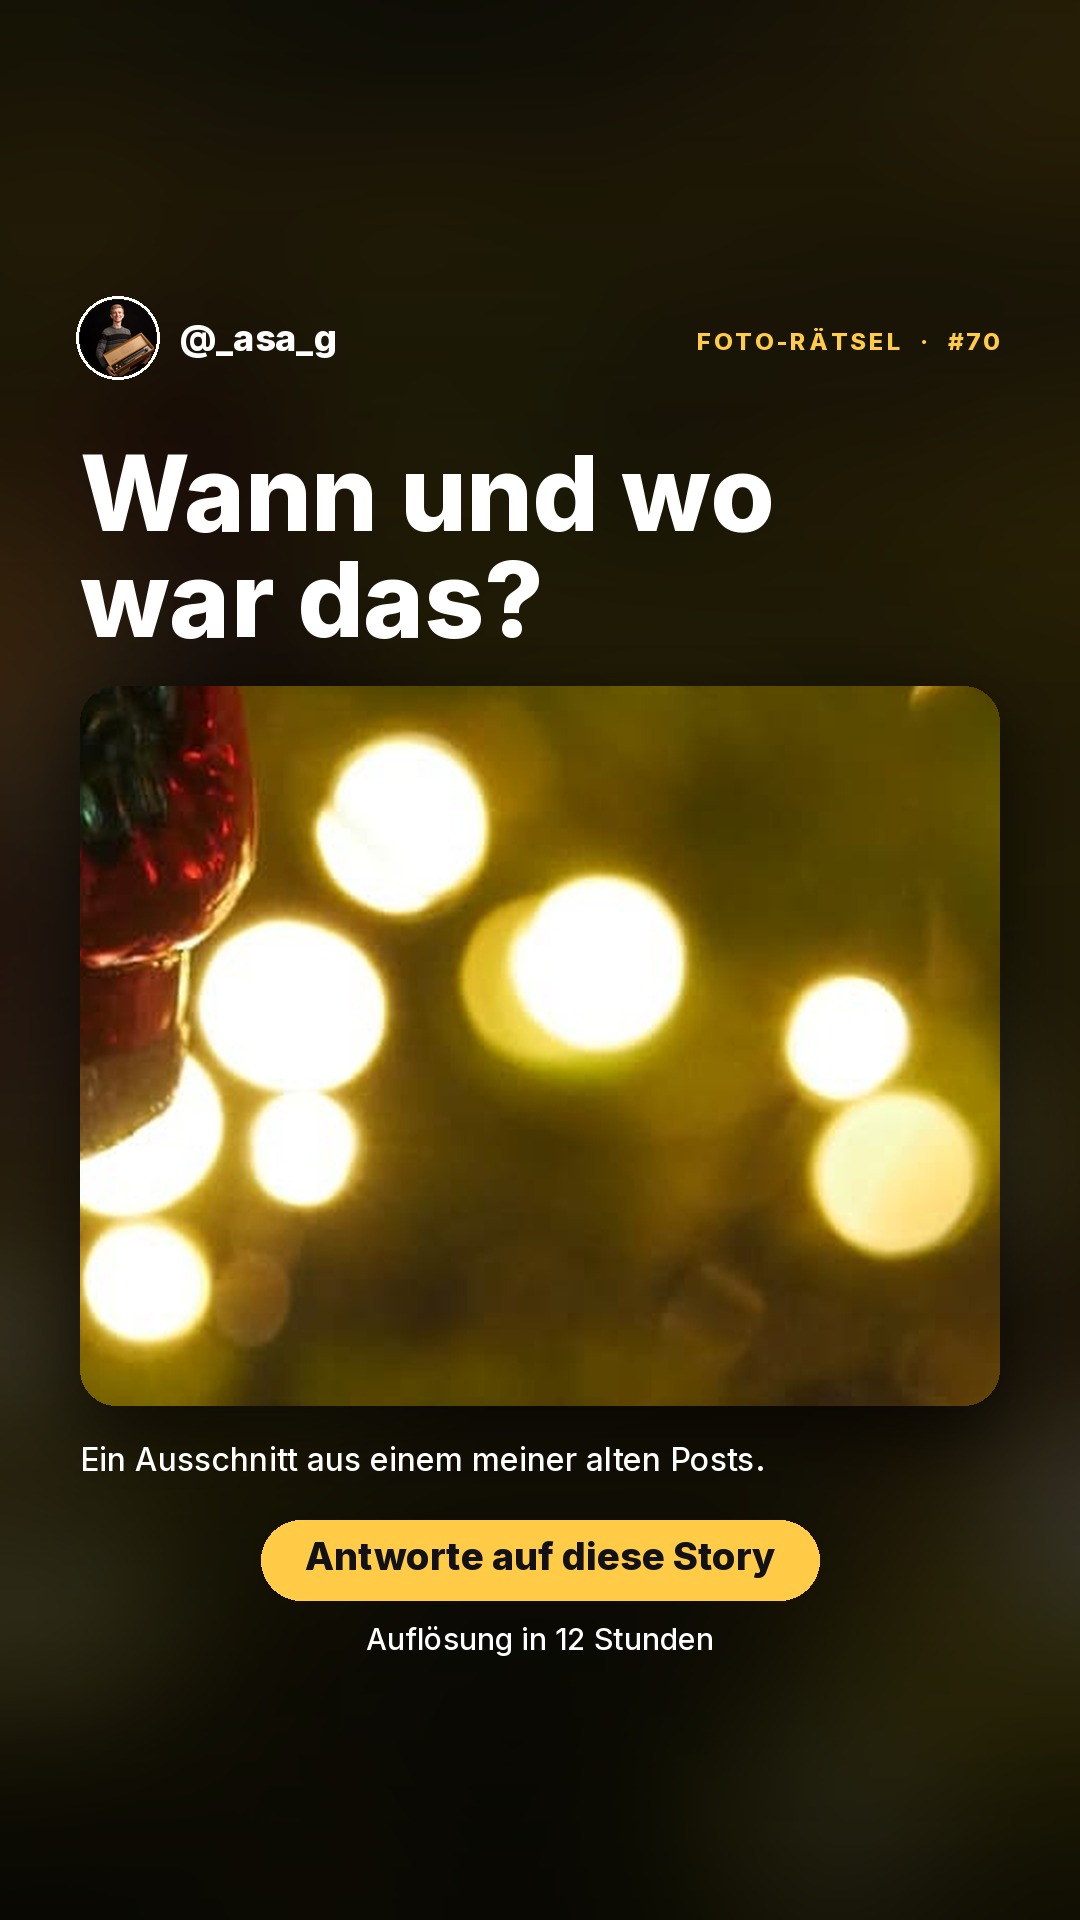 @_asa_g
FOTO-RÄTSEL · #70
Wann und wo
war das?
Ein Ausschnitt aus einem meiner alten Posts.
Antworte auf diese Story
Auflösung in 12 Stunden